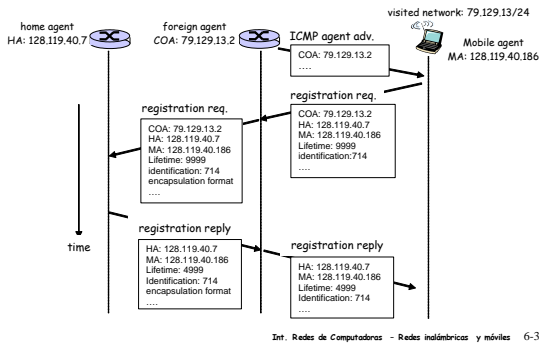 visited network: 79.129.13/24
home agent
HA: 128.119.40.7
foreign agent
COA: 79.129.13.2
ICMP agent adv.
COA: 79.129.13.2
….
Mobile agent
MA: 128.119.40.186
registration req.
COA: 79.129.13.2
HA: 128.119.40.7
MA: 128.119.40.186
Lifetime: 9999
identification:714
….
registration req.
COA: 79.129.13.2
HA: 128.119.40.7
MA: 128.119.40.186
Lifetime: 9999
identification: 714
encapsulation format
….
time
registration reply
HA: 128.119.40.7
MA: 128.119.40.186
Lifetime: 4999
Identification: 714
encapsulation format
….
registration reply
HA: 128.119.40.7
MA: 128.119.40.186
Lifetime: 4999
Identification: 714
….
Int. Redes de Computadoras - Redes inalámbricas y móviles 6-3